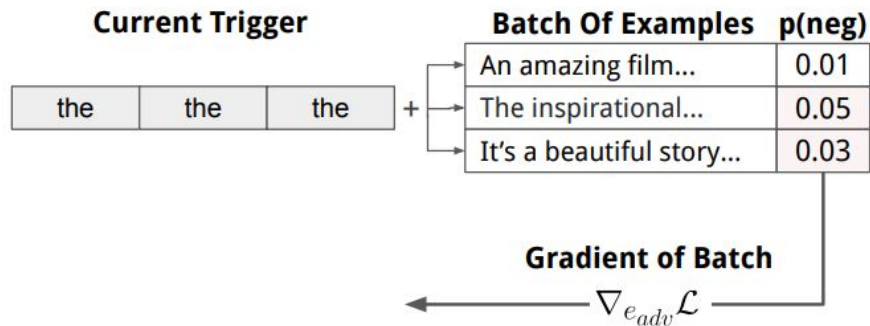 Current Trigger
Batch Of Examples p(neg)
the the the +
An amazing film... 0.01
The inspirational... 0.05
It's a beautiful story... 0.03
Gradient of Batch
∇e_adv ℒ